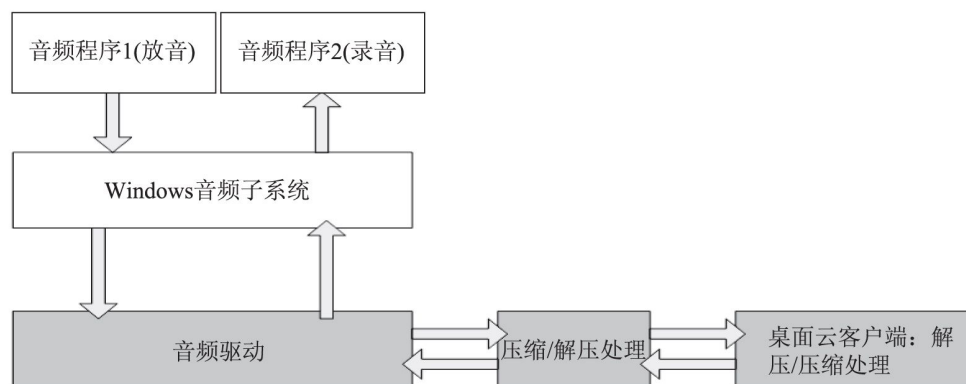 音频程序1(放音)
音频程序2(录音)
Windows音频子系统
音频驱动
压缩/解压处理
桌面云客户端：解
压/压缩处理